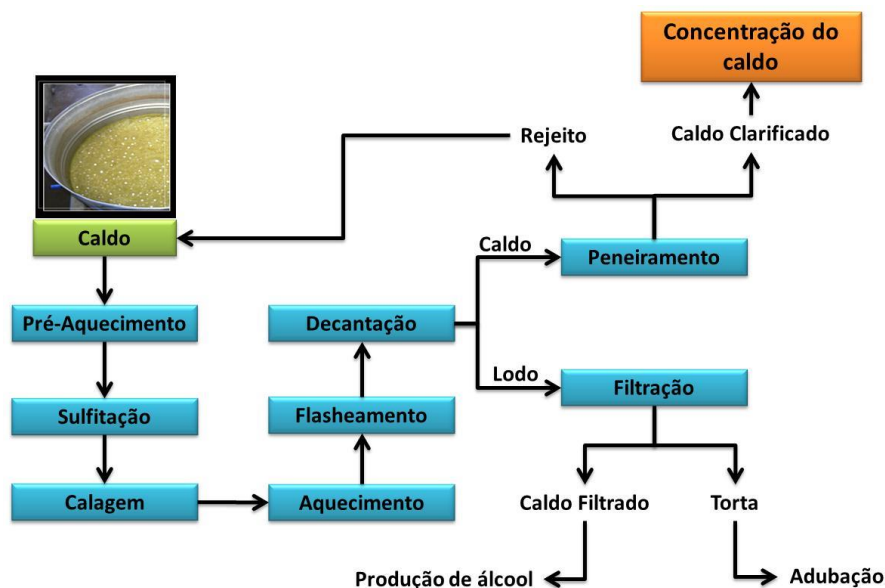 Concentração do
caldo
Rejeito
Caldo Clarificado
Caldo
Caldo
Peneiramento
Pré-Aquecimento
Decantação
Lodo
Filtração
Sulfitação
Flasheamento
Calagem
Aquecimento
Caldo Filtrado
Torta
Produção de álcool
Adubação